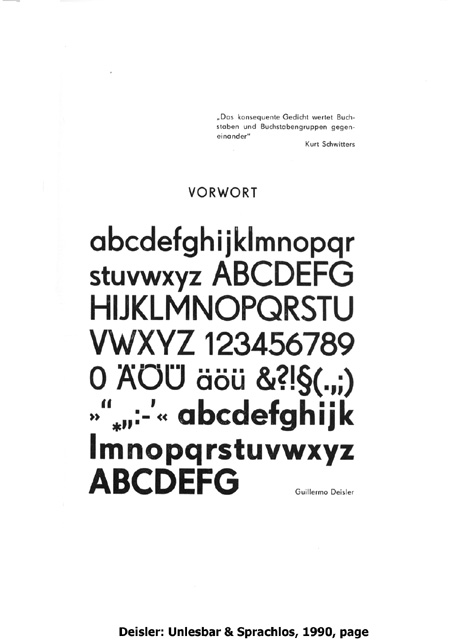 „Das konsequente Gedicht wertet Buch-
staben und Buchstabengruppen gegen-
einander“
Kurt Schwitters
VORWORT
abcdefghijklmnopqr
stuvwxyz ABCDEFG
HIJKLMNOPQRSTU
VWXYZ 123456789
0 ÄÖÜ äöü &?!§(.,;)
»“*„:-'« abcdefghijk
lmnopqrstuvwxyz
ABCDEFG
Guillermo Deisler
Deisler: Unlesbar & Sprachlos, 1990, page